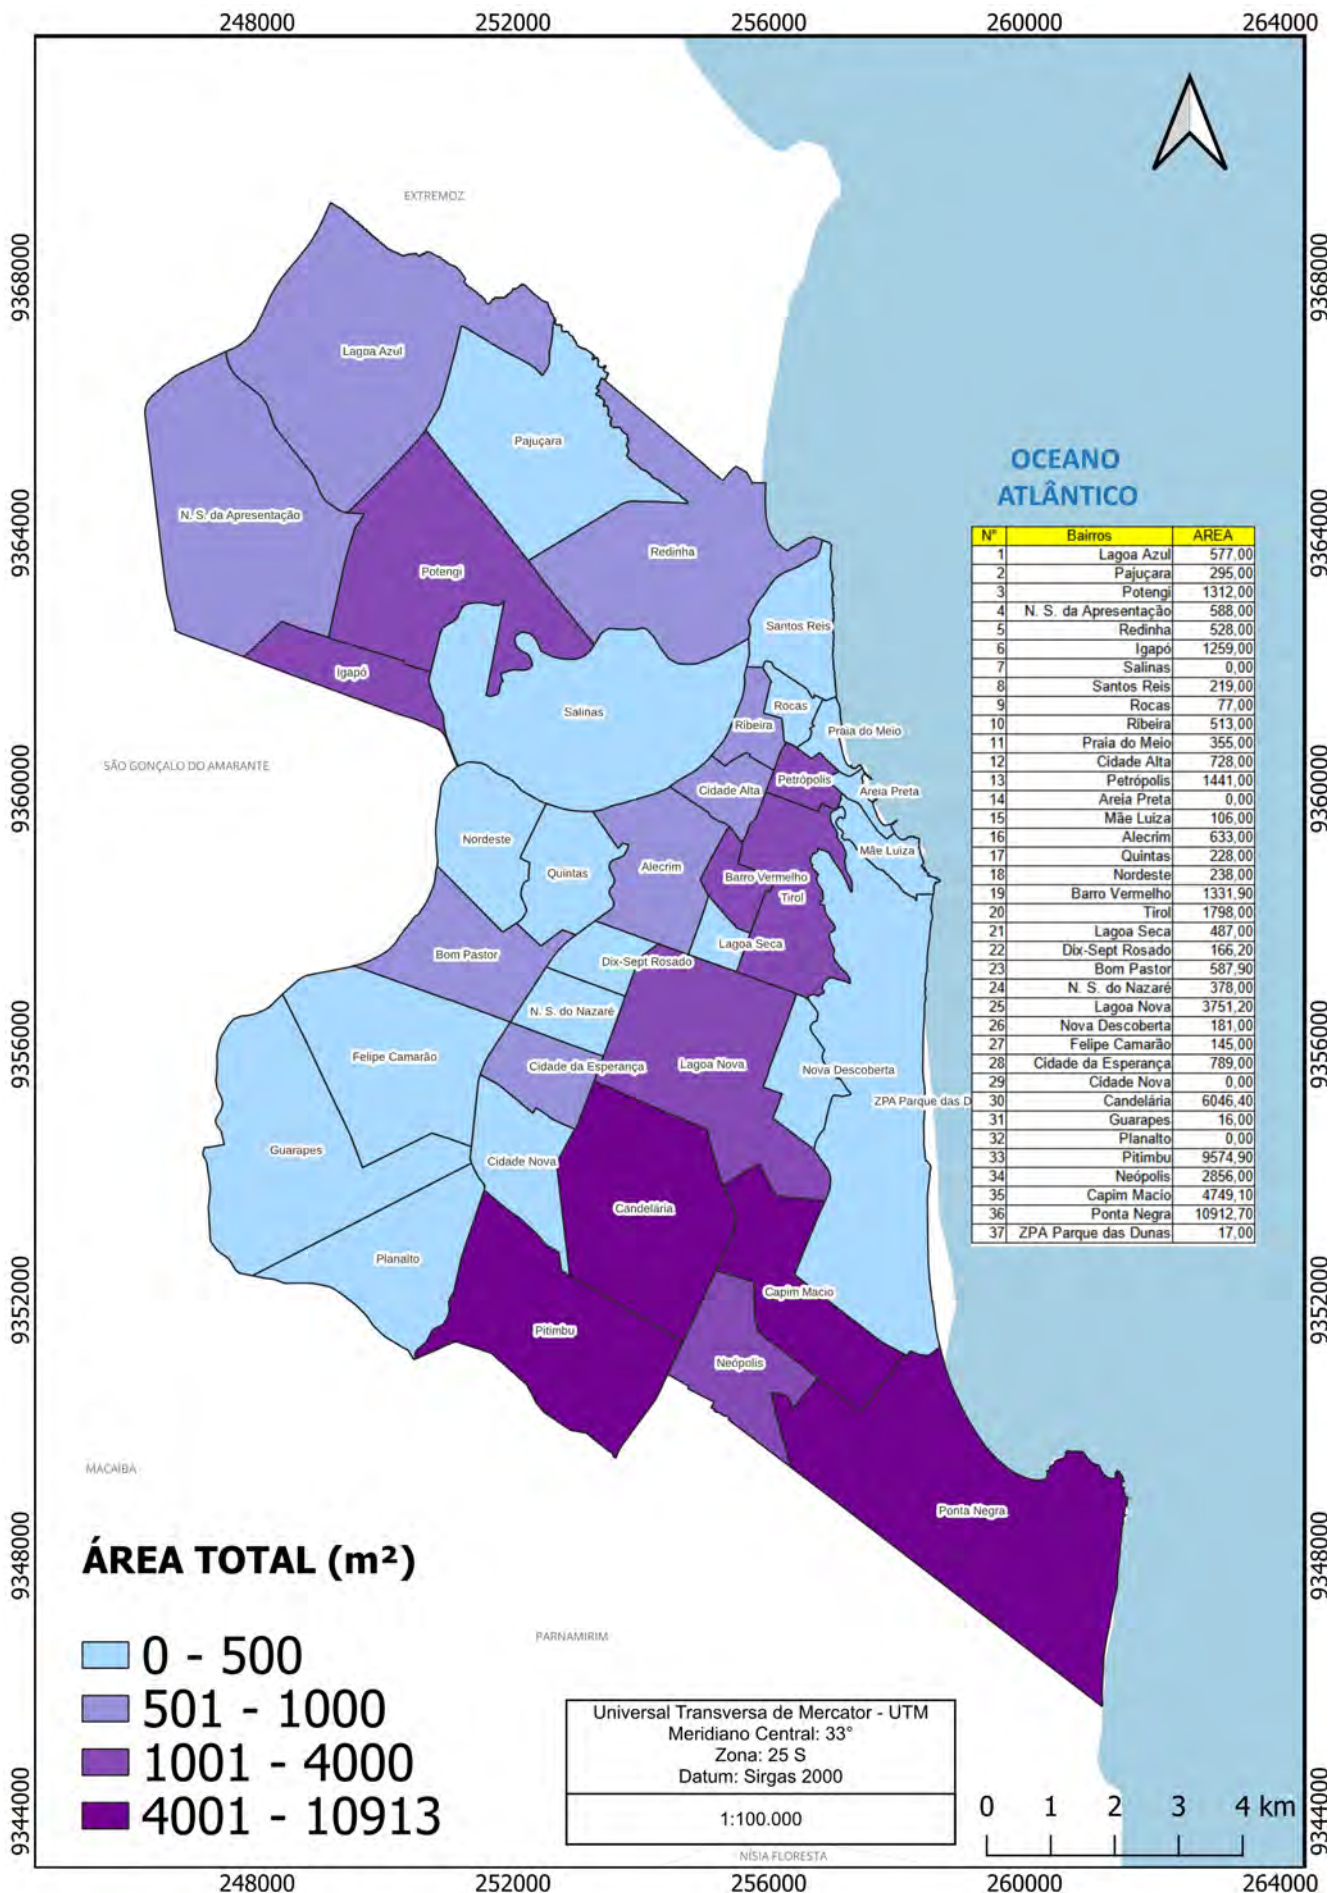 248000 252000 256000 260000 264000
9368000
9368000
EXTREMOZ
Lagoa Azul
Pajuçara
OCEANO
ATLÂNTICO
N. S. da Apresentação
9364000
9364000
Redinha
Potengi
Santos Reis
Igapó
Rocas
Salinas
Ribeira
Praia do Meio
SÃO GONÇALO DO AMARANTE
9360000
9360000
Petrópolis
Cidade Alta
Areia Preta
Nordeste
Mãe Luiza
Alecrim
Quintas
Barro Vermelho
Tirol
Lagoa Seca
Bom Pastor
Dix-Sept Rosado
N. S. do Nazaré
9356000
9356000
Felipe Camarão
Cidade da Esperança
Lagoa Nova
Nova Descoberta
ZPA Parque das D
Guarapes
Cidade Nova
Candelária
Planalto
9352000
9352000
Capim Macio
Pitimbu
Neópolis
MACAÍBA
Ponta Negra
9348000
9348000
N° Bairros AREA
1 Lagoa Azul 577,00
2 Pajuçara 295,00
3 Potengi 1312,00
4 N. S. da Apresentação 588,00
5 Redinha 528,00
6 Igapó 1259,00
7 Salinas 0,00
8 Santos Reis 219,00
9 Rocas 77,00
10 Ribeira 513,00
11 Praia do Meio 355,00
12 Cidade Alta 728,00
13 Petrópolis 1441,00
14 Areia Preta 0,00
15 Mãe Luiza 106,00
16 Alecrim 633,00
17 Quintas 228,00
18 Nordeste 238,00
19 Barro Vermelho 1331,90
20 Tirol 1798,00
21 Lagoa Seca 487,00
22 Dix-Sept Rosado 166,20
23 Bom Pastor 587,90
24 N. S. do Nazaré 378,00
25 Lagoa Nova 3751,20
26 Nova Descoberta 181,00
27 Felipe Camarão 145,00
28 Cidade da Esperança 789,00
29 Cidade Nova 0,00
30 Candelária 6046,40
31 Guarapes 16,00
32 Planalto 0,00
33 Pitimbu 9574,90
34 Neópolis 2856,00
35 Capim Macio 4749,10
36 Ponta Negra 10912,70
37 ZPA Parque das Dunas 17,00
ÁREA TOTAL (m²)
0 - 500
501 - 1000
1001 - 4000
4001 - 10913
PARNAMIRIM
Universal Transversa de Mercator - UTM
Meridiano Central: 33°
Zona: 25 S
Datum: Sirgas 2000
1:100.000
0 1 2 3 4 km
9344000
9344000
NÍSIA FLORESTA
248000 252000 256000 260000 264000